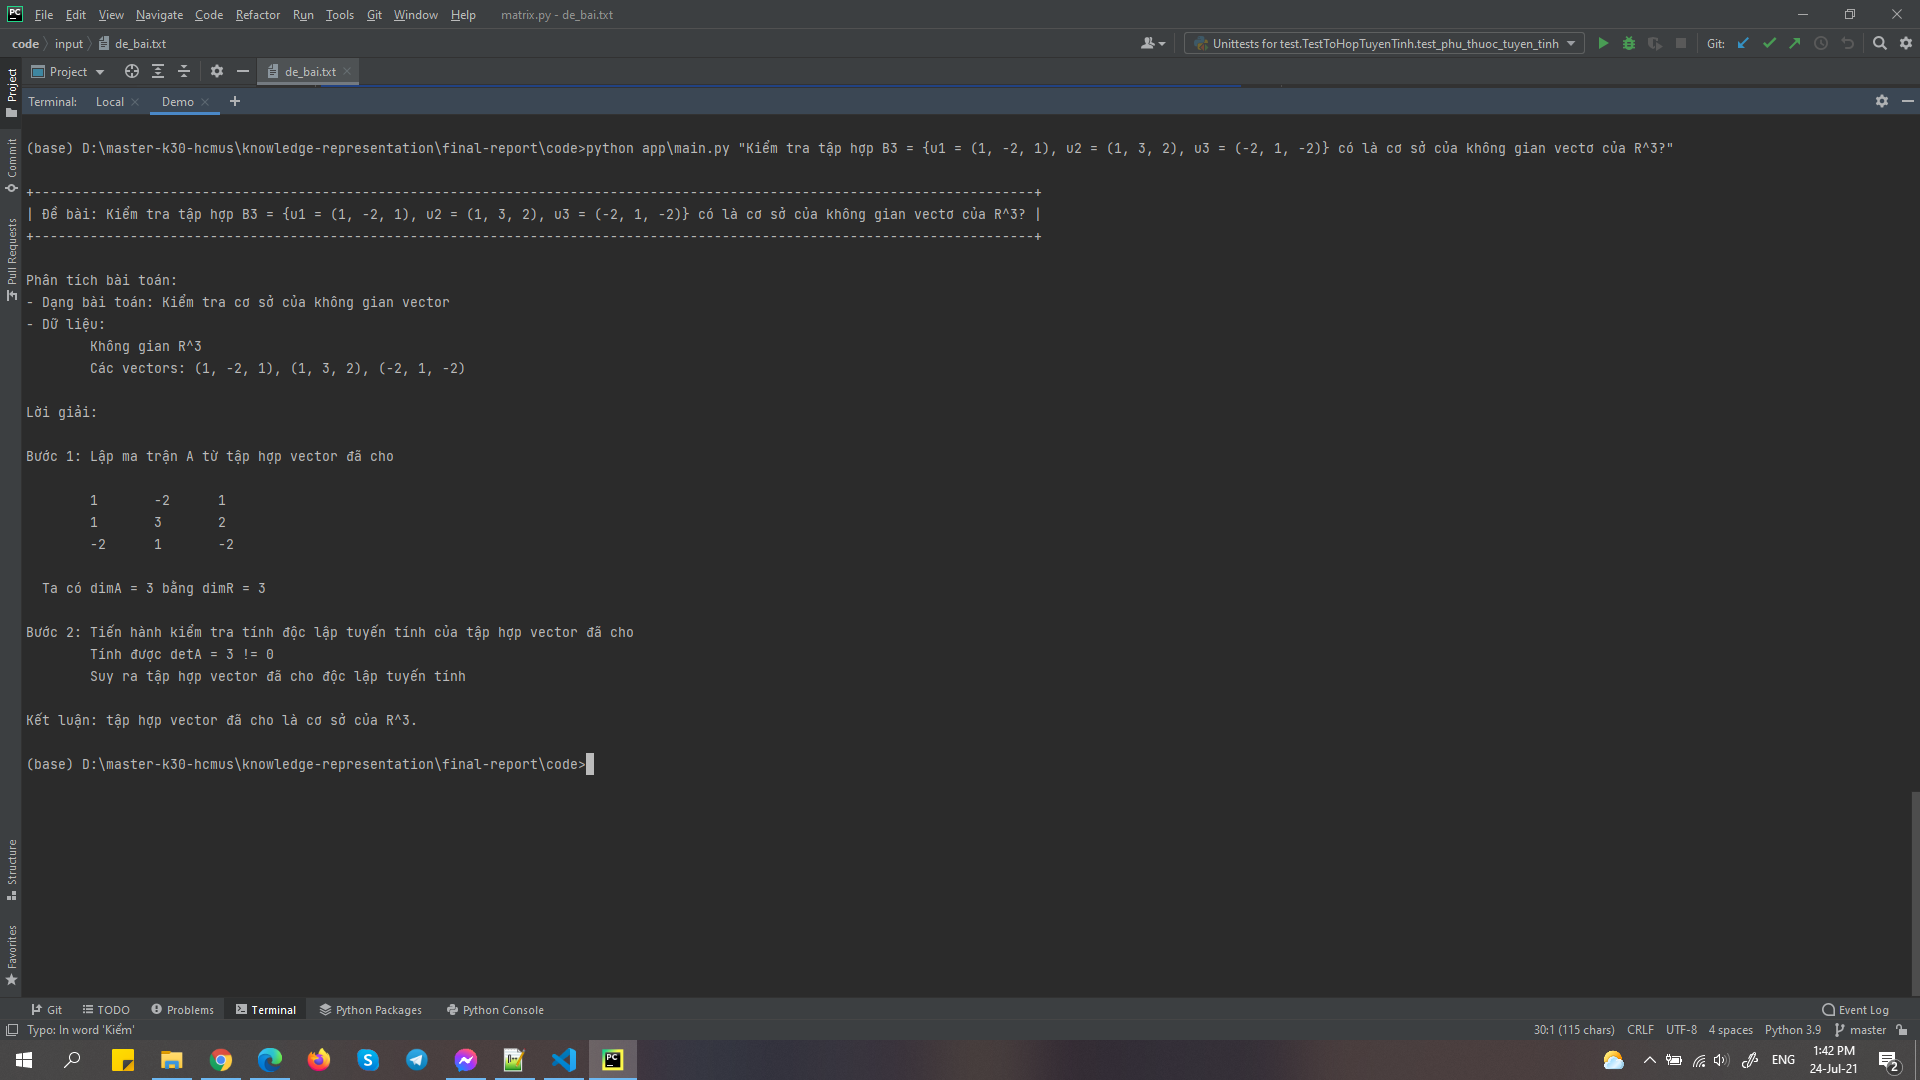 PC File Edit View Navigate Code Refactor Run Tools Git Window Help matrix.py - de_bai.txt
code input de_bai.txt Unittests for test.TestToHopTuyenTinh.test_phu_thuoc_tuyen_tinh Git:
Project de_bai.txt
Terminal: Local Demo +
Project
Commit
Pull Requests
Structure
Favorites
(base) D:\master-k30-hcmus\knowledge-representation\final-report\code>python app\main.py "Kiểm tra tập hợp B3 = {u1 = (1, -2, 1), u2 = (1, 3, 2), u3 = (-2, 1, -2)} có là cơ sở của không gian vectơ của R^3?"
+-----------------------------------------------------------------------------------------------------------------------------+
| Đề bài: Kiểm tra tập hợp B3 = {u1 = (1, -2, 1), u2 = (1, 3, 2), u3 = (-2, 1, -2)} có là cơ sở của không gian vectơ của R^3? |
+-----------------------------------------------------------------------------------------------------------------------------+
Phân tích bài toán:
- Dạng bài toán: Kiểm tra cơ sở của không gian vector
- Dữ liệu:
Không gian R^3
Các vectors: (1, -2, 1), (1, 3, 2), (-2, 1, -2)
Lời giải:
Bước 1: Lập ma trận A từ tập hợp vector đã cho
1 -2 1
1 3 2
-2 1 -2
Ta có dimA = 3 bằng dimR = 3
Bước 2: Tiến hành kiểm tra tính độc lập tuyến tính của tập hợp vector đã cho
Tính được detA = 3 != 0
Suy ra tập hợp vector đã cho độc lập tuyến tính
Kết luận: tập hợp vector đã cho là cơ sở của R^3.
(base) D:\master-k30-hcmus\knowledge-representation\final-report\code>
Git TODO Problems Terminal Python Packages Python Console Event Log
Typo: In word 'Kiểm' 30:1 (115 chars) CRLF UTF-8 4 spaces Python 3.9 master
PC ENG 1:42 PM
24-Jul-21 2